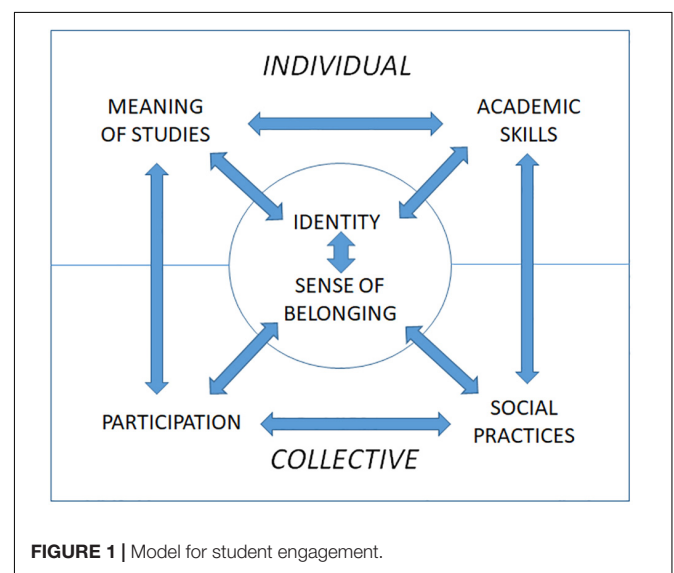 INDIVIDUAL
MEANING
OF STUDIES
ACADEMIC
SKILLS
IDENTITY
SENSE OF
BELONGING
PARTICIPATION
SOCIAL
PRACTICES
COLLECTIVE
FIGURE 1 | Model for student engagement.